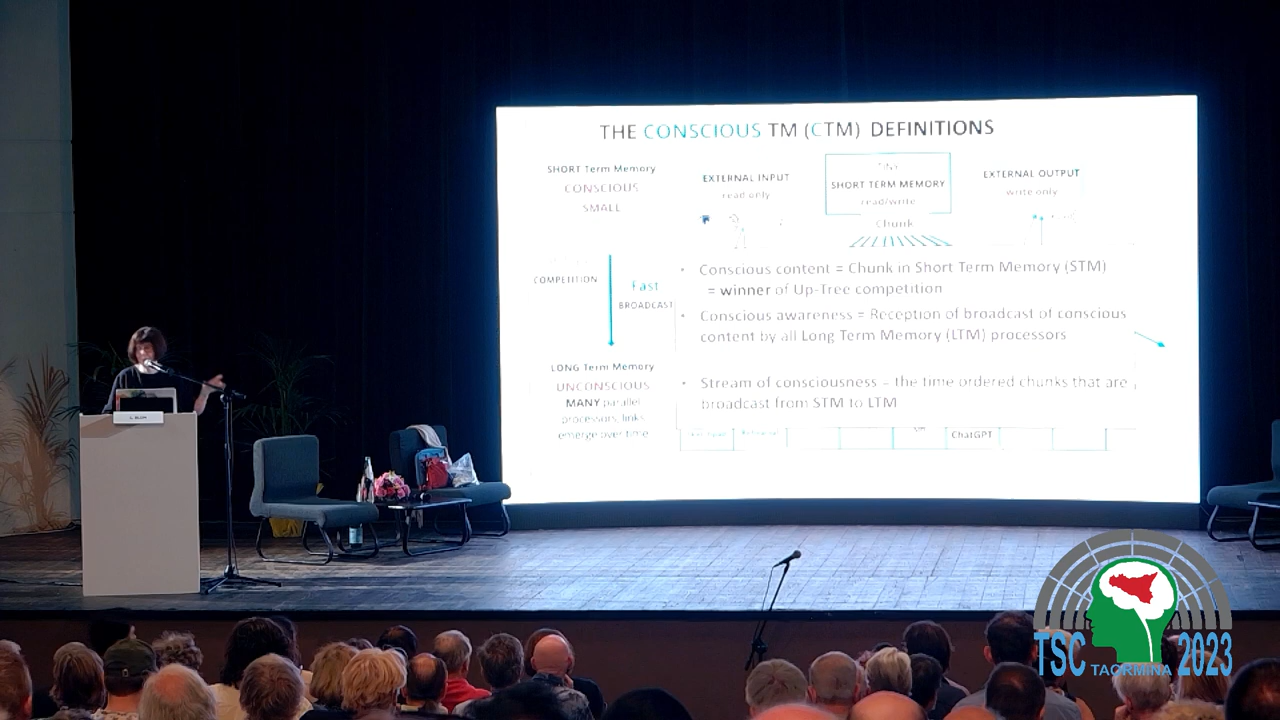 THE CONSCIOUS TM (CTM) DEFINITIONS
SHORT Term Memory
CONSCIOUS
SMALL
EXTERNAL INPUT
read only
TINY
SHORT TERM MEMORY
read/write
Chunk
EXTERNAL OUTPUT
write only
COMPETITION
Fast
BROADCAST
• Conscious content = Chunk in Short Term Memory (STM)
= winner of Up-Tree competition
• Conscious awareness = Reception of broadcast of conscious
content by all Long Term Memory (LTM) processors
• Stream of consciousness = the time ordered chunks that are
broadcast from STM to LTM
LONG Term Memory
UNCONSCIOUS
MANY parallel
processors, links
emerge over time
ChatGPT
L. BLUM
TSC TAORMINA 2023